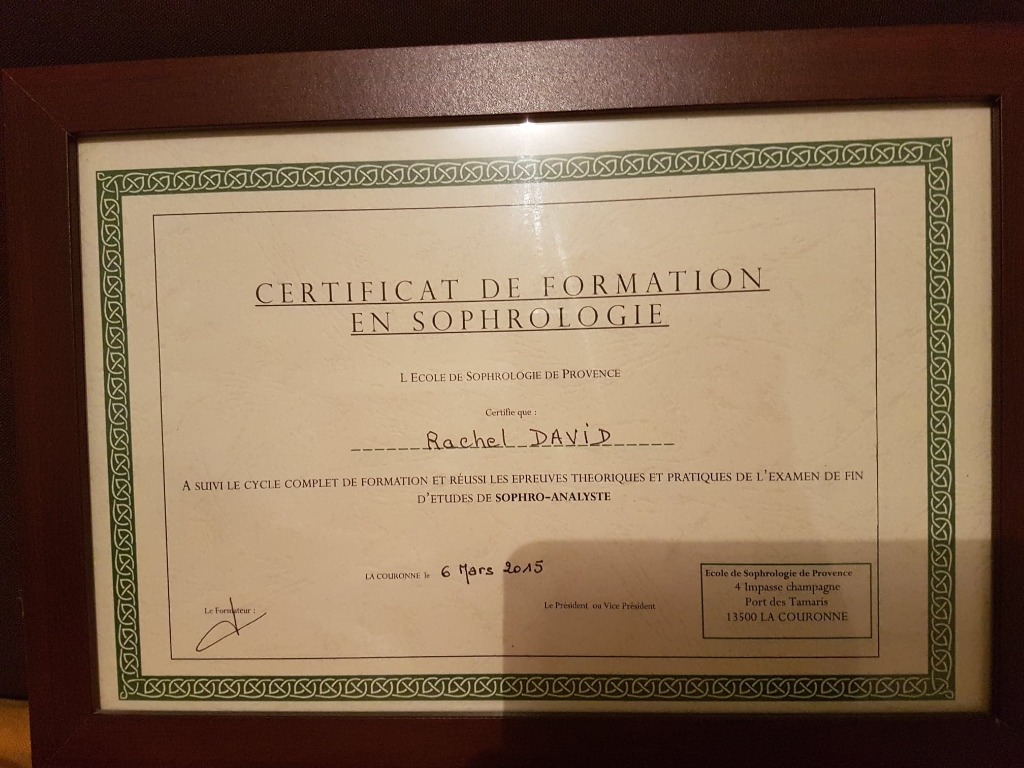 CERTIFICAT DE FORMATION
EN SOPHROLOGIE
L ECOLE DE SOPHROLOGIE DE PROVENCE
Certifie que :
Rachel DAVID
A SUIVI LE CYCLE COMPLET DE FORMATION ET RÉUSSI LES EPREUVES THEORIQUES ET PRATIQUES DE L'EXAMEN DE FIN
D'ETUDES DE SOPHRO-ANALYSTE
LA COURONNE le 6 Mars 2015
Le Formateur :
Le Président ou Vice Président
Ecole de Sophrologie de Provence
4 Impasse champagne
Port des Tamaris
13500 LA COURONNE